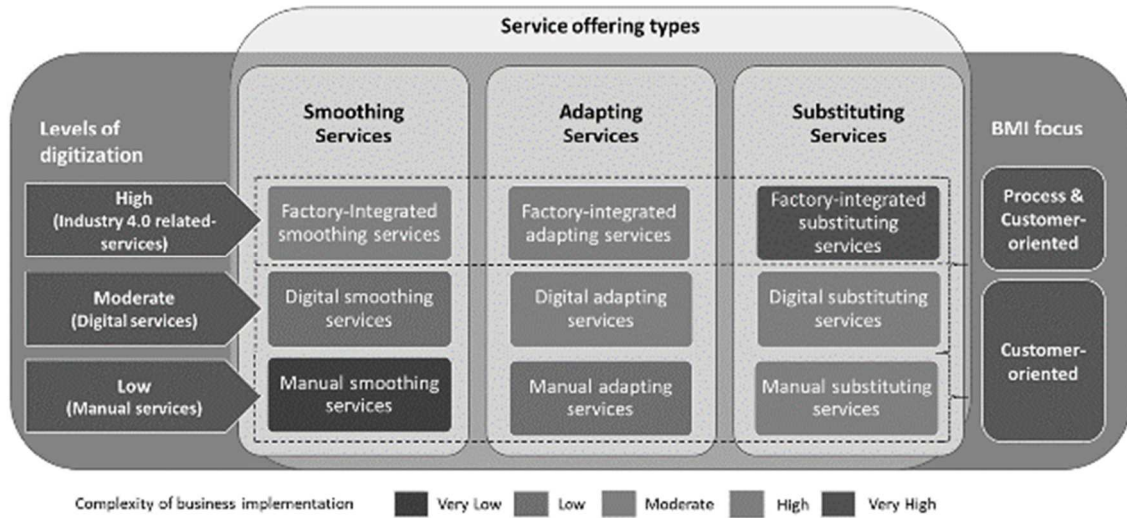 Service offering types
Levels of
digitization
Smoothing
Services
Adapting
Services
Substituting
Services
BMI focus
High
(Industry 4.0 related-
services)
Factory-Integrated
smoothing services
Factory-integrated
adapting services
Factory-integrated
substituting
services
Process &
Customer-
oriented
Moderate
(Digital services)
Digital smoothing
services
Digital adapting
services
Digital substituting
services
Customer-
oriented
Low
(Manual services)
Manual smoothing
services
Manual adapting
services
Manual substituting
services
Complexity of business implementation
Very Low
Low
Moderate
High
Very High